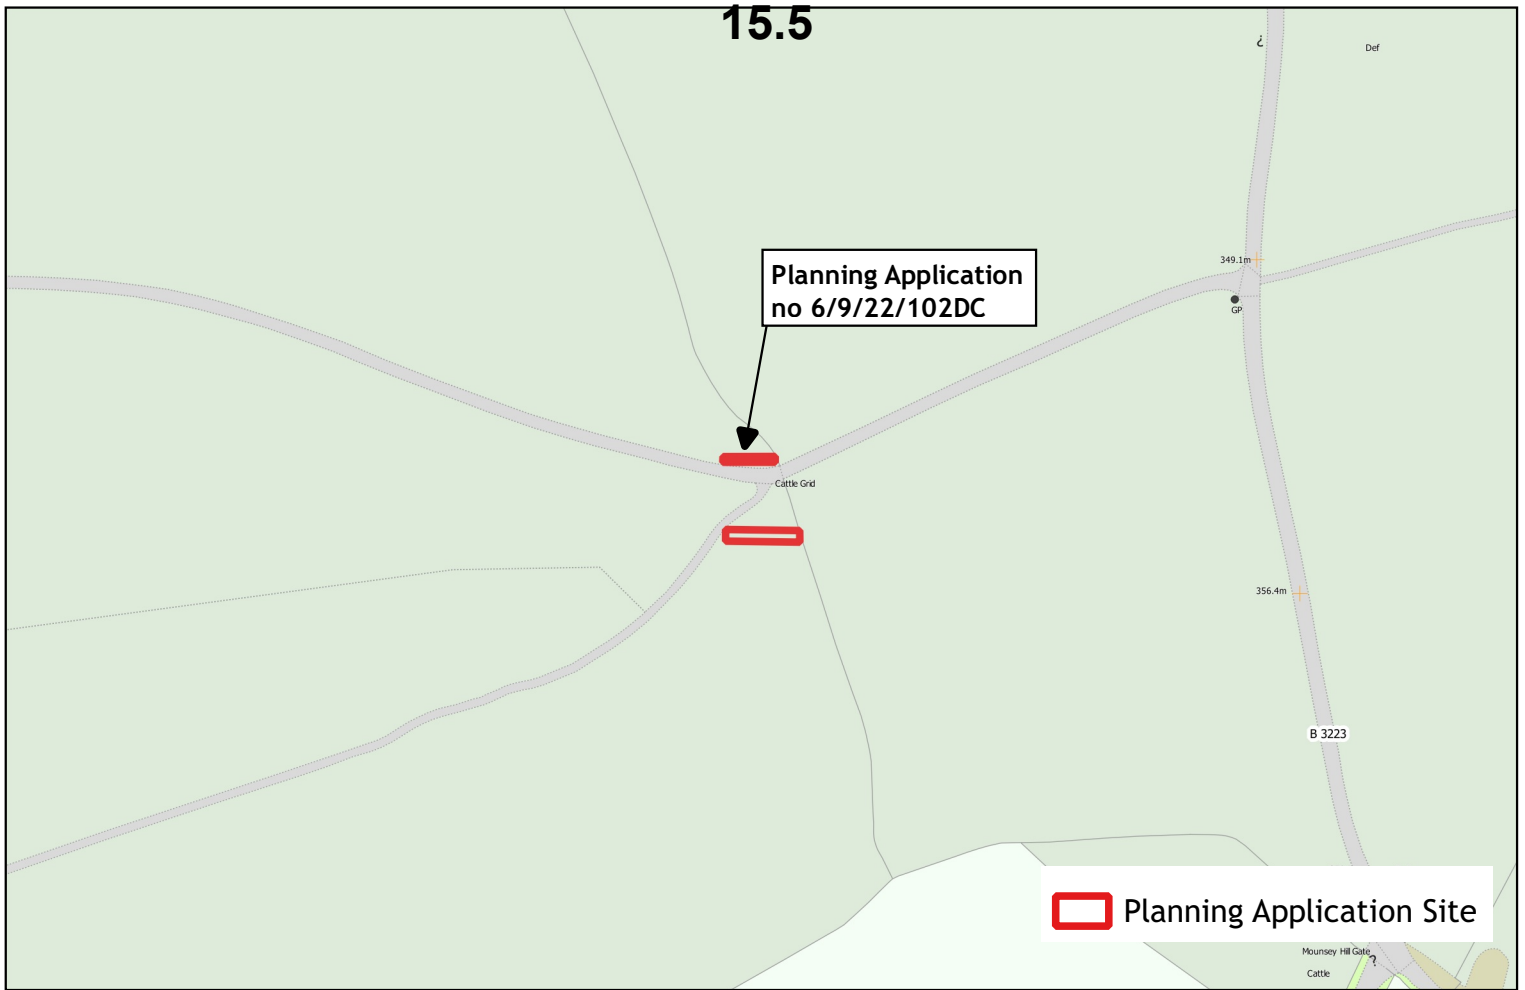 15.5
¿
Def
Planning Application
no 6/9/22/102DC
349.1m
GP
Cattle Grid
356.4m
B 3223
Planning Application Site
Mounsey Hill Gate
?
Cattle